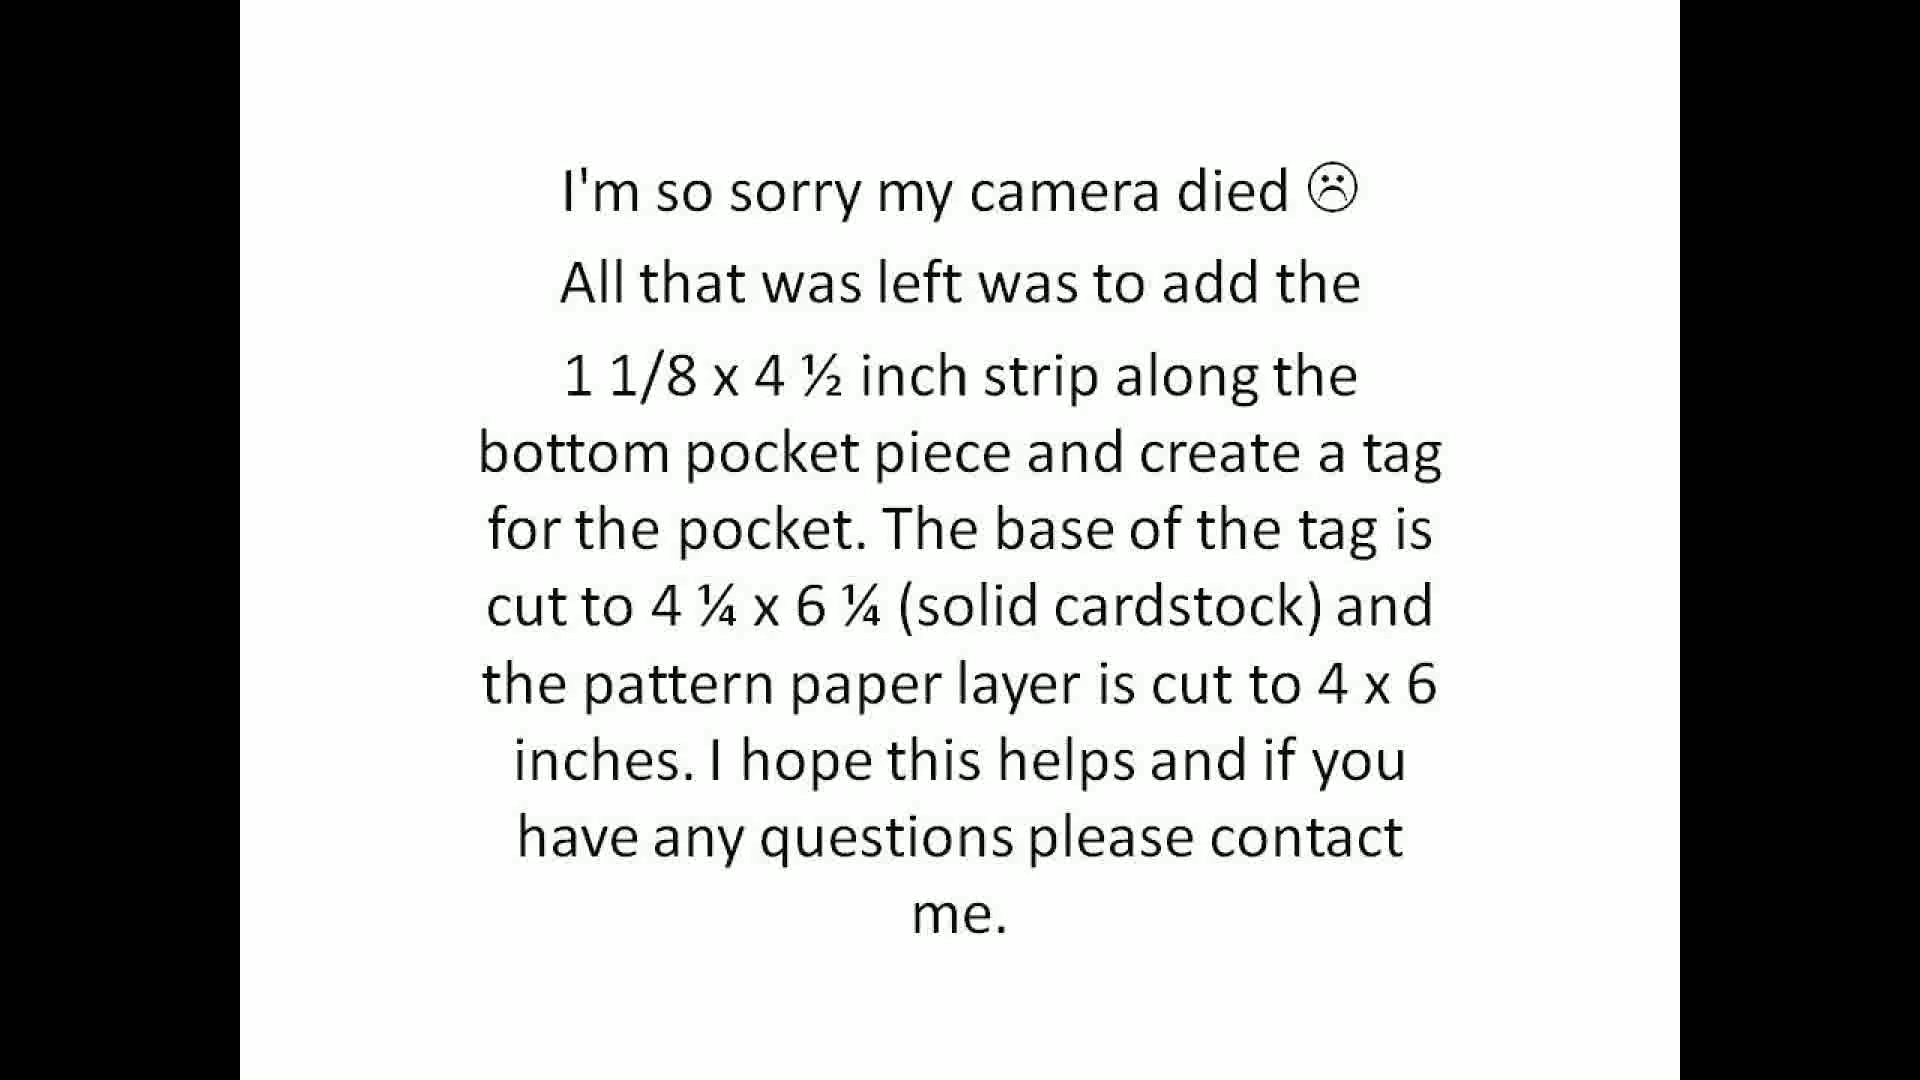 I'm so sorry my camera died ☹
All that was left was to add the
1 1/8 x 4 ½ inch strip along the
bottom pocket piece and create a tag
for the pocket. The base of the tag is
cut to 4 ¼ x 6 ¼ (solid cardstock) and
the pattern paper layer is cut to 4 x 6
inches. I hope this helps and if you
have any questions please contact
me.